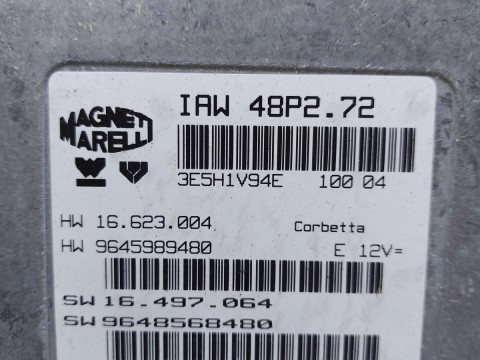 MAGNETI MARELLI
IAW 48P2.72
3E5H1V94E 100 04
HW 16.623.004 Corbetta
HW 9645989480 E 12V=
SW 16.497.064
SW 9648568480